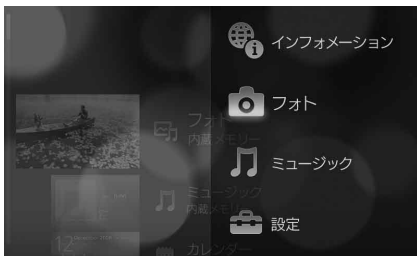 インフォメーション
フォト
ミュージック
設定
フォト
内蔵メモリー
ミュージック
内蔵メモリー
カレンダー
12